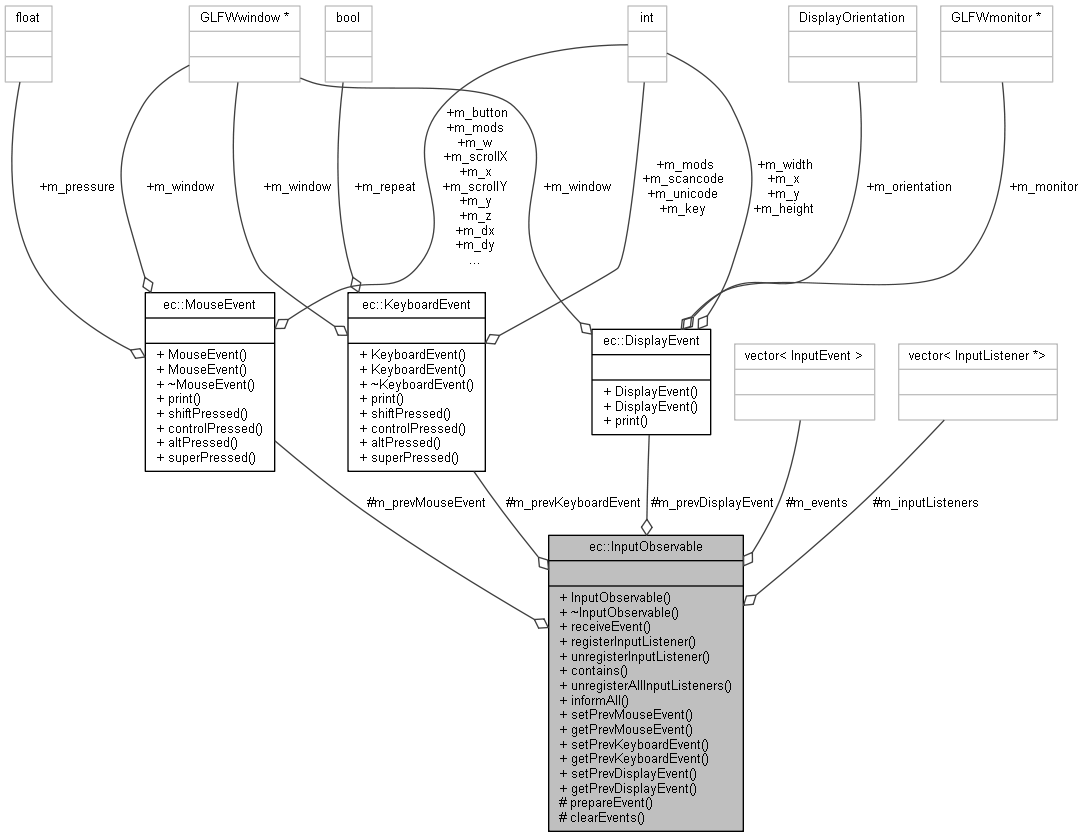 float
GLFWwindow *
bool
int
DisplayOrientation
GLFWmonitor *
+m_button
+m_mods
+m_w
+m_scrollX
+m_x
+m_scrollY
+m_y
+m_z
+m_dx
+m_dy
...
+m_pressure
+m_window
+m_window
+m_repeat
+m_window
+m_mods
+m_scancode
+m_unicode
+m_key
+m_width
+m_x
+m_y
+m_height
+m_orientation
+m_monitor
ec::MouseEvent
+ MouseEvent()
+ MouseEvent()
+ ~MouseEvent()
+ print()
+ shiftPressed()
+ controlPressed()
+ altPressed()
+ superPressed()
ec::KeyboardEvent
+ KeyboardEvent()
+ KeyboardEvent()
+ ~KeyboardEvent()
+ print()
+ shiftPressed()
+ controlPressed()
+ altPressed()
+ superPressed()
ec::DisplayEvent
+ DisplayEvent()
+ DisplayEvent()
+ print()
vector< InputEvent >
vector< InputListener *>
#m_prevMouseEvent
#m_prevKeyboardEvent
#m_prevDisplayEvent
#m_events
#m_inputListeners
ec::InputObservable
+ InputObservable()
+ ~InputObservable()
+ receiveEvent()
+ registerInputListener()
+ unregisterInputListener()
+ contains()
+ unregisterAllInputListeners()
+ informAll()
+ setPrevMouseEvent()
+ getPrevMouseEvent()
+ setPrevKeyboardEvent()
+ getPrevKeyboardEvent()
+ setPrevDisplayEvent()
+ getPrevDisplayEvent()
# prepareEvent()
# clearEvents()